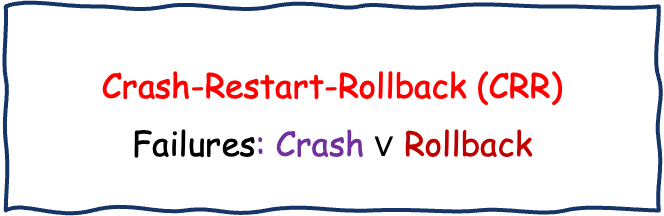 Crash-Restart-Rollback (CRR)
Failures: Crash ∨ Rollback